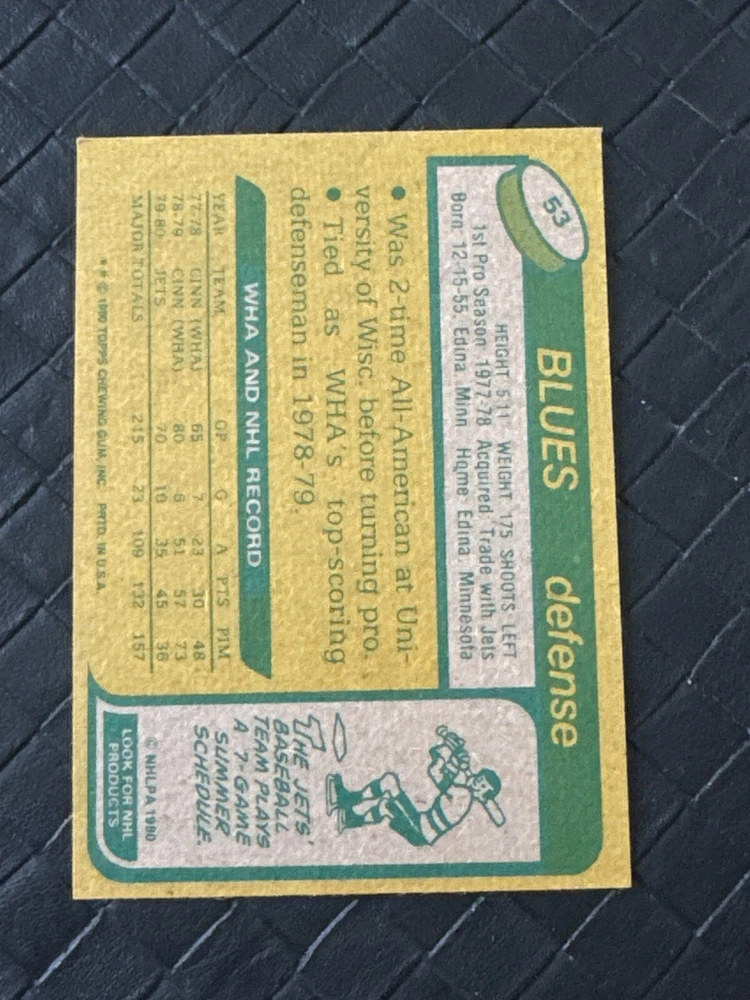 53
BLUES defense
HEIGHT 5'11 WEIGHT 175 SHOOTS LEFT
1st Pro Season 1977-78 Acquired Trade with Jets
Born 12-15-55 Edina Minn Home Edina Minnesota
● Was 2-time All-American at Uni-
versity of Wisc. before turning pro.
● Tied as WHA's top-scoring
defenseman in 1978-79.
WHA AND NHL RECORD
YEAR TEAM GP G A PTS PIM
77-78 CINN (WHA) 65 7 23 30 48
78-79 CINN (WHA) 80 8 51 57 73
79-80 JETS 70 10 35 45 36
MAJOR TOTALS 215 23 109 132 157
* * © 1980 TOPPS CHEWING GUM, INC. PRTD. IN U.S.A.
THE JETS'
BASEBALL
TEAM PLAYS
A 7-GAME
SUMMER
SCHEDULE.
© NHLPA 1980
LOOK FOR NHL
PRODUCTS